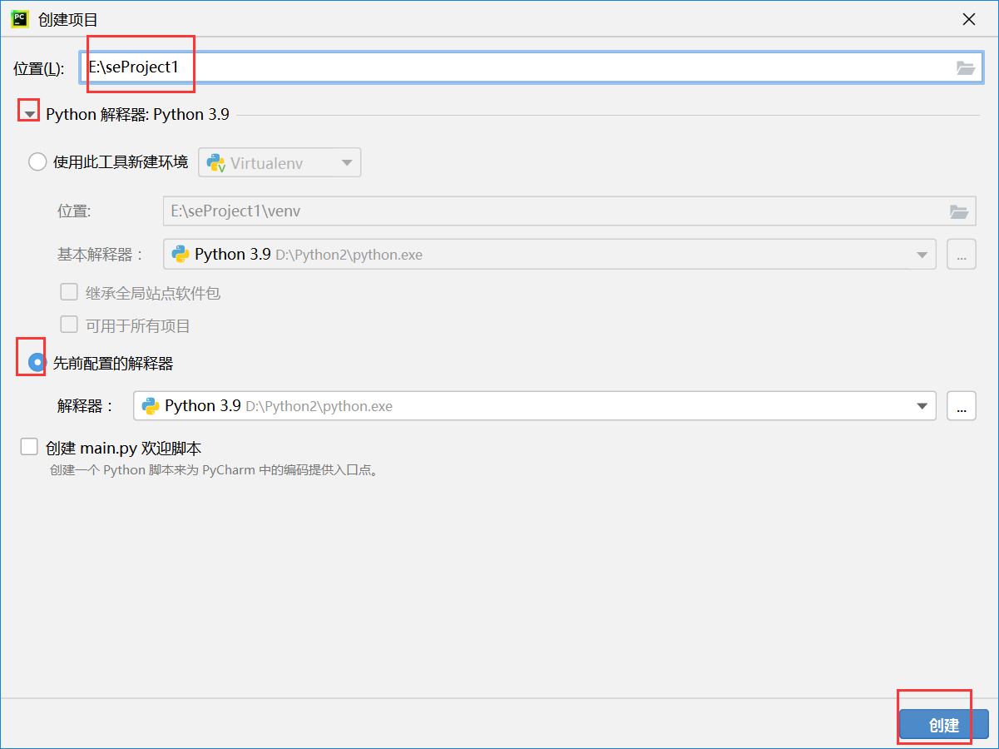 PC 创建项目
位置(L): E:\seProject1
Python 解释器: Python 3.9
使用此工具新建环境 Virtualenv
位置: E:\seProject1\venv
基本解释器： Python 3.9 D:\Python2\python.exe ...
继承全局站点软件包
可用于所有项目
先前配置的解释器
解释器： Python 3.9 D:\Python2\python.exe ...
创建 main.py 欢迎脚本
创建一个 Python 脚本来为 PyCharm 中的编码提供入口点。
创建